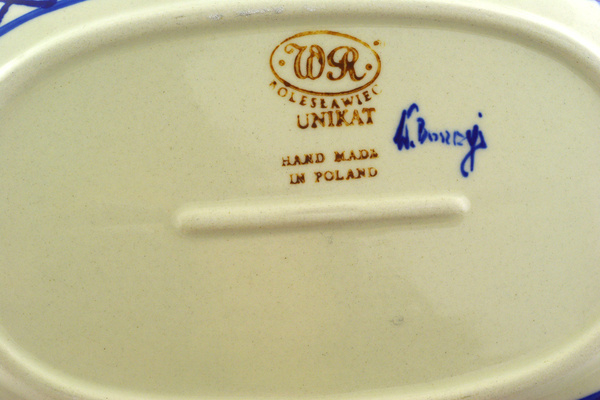 WR
BOLESŁAWIEC
UNIKAT
HAND MADE
IN POLAND